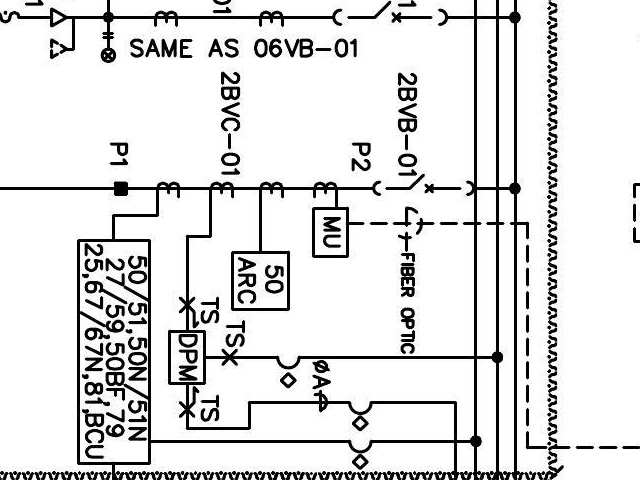 SAME AS 06VB-01
2BVC-01
2BVB-01
P1
P2
MU
FIBER OPTIC
50
ARC
TS
TS
DPM
TS
ØA
50/51,50N/51N
27/59,50BF,79
25,67/67N,81,BCU